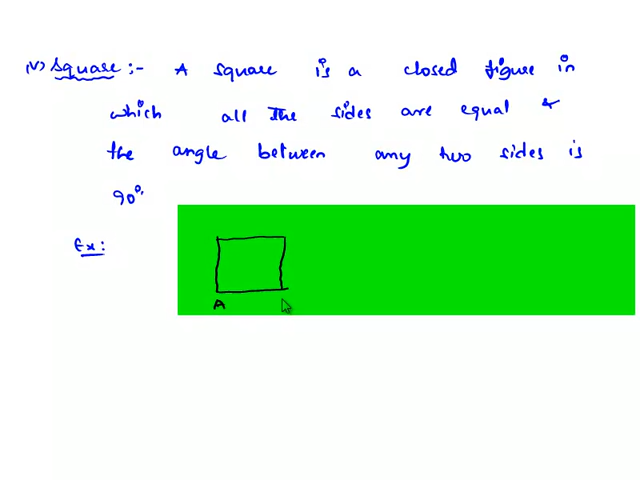 (v) Square :- A square is a closed figure in
which all the sides are equal &
the angle between any two sides is
90°.
Ex:
A